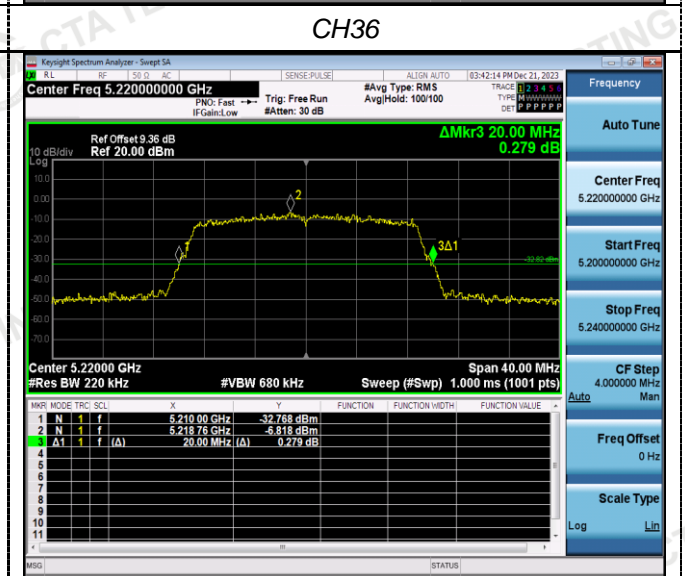 CTA TE
TING
CH36
Keysight Spectrum Analyzer - Swept SA
RL RF 50 Ω AC SENSE:PULSE ALIGN AUTO 03:42:14 PM Dec 21, 2023
Center Freq 5.220000000 GHz
PNO: Fast
IFGain:Low
Trig: Free Run
#Atten: 30 dB
#Avg Type: RMS
Avg|Hold: 100/100
TRACE 1 2 3 4 5 6
TYPE M WWWWW
DET P P P P P P
Frequency
Ref Offset 9.36 dB
10 dB/div Ref 20.00 dBm
Log
ΔMkr3 20.00 MHz
0.279 dB
10.0
0.00
-10.0
-20.0
-30.0
-40.0
-50.0
-60.0
-70.0
1
2
3Δ1
-32.82 dBm
Center 5.22000 GHz Span 40.00 MHz
#Res BW 220 kHz #VBW 680 kHz Sweep (#Swp) 1.000 ms (1001 pts)
MKR MODE TRC SCL X Y FUNCTION FUNCTION WIDTH FUNCTION VALUE
1 N 1 f 5.210 00 GHz -32.768 dBm
2 N 1 f 5.218 76 GHz -6.818 dBm
3 Δ1 1 f (Δ) 20.00 MHz (Δ) 0.279 dB
4
5
6
7
8
9
10
11
MSG STATUS
Auto Tune
Center Freq
5.220000000 GHz
Start Freq
5.200000000 GHz
Stop Freq
5.240000000 GHz
CF Step
4.000000 MHz
Auto Man
Freq Offset
0 Hz
Scale Type
Log Lin